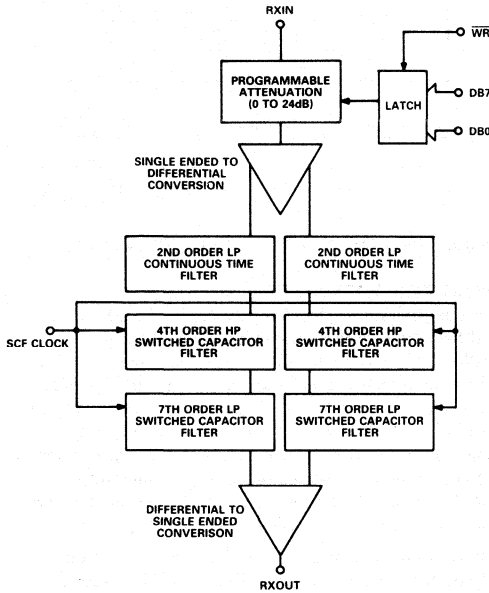 RXIN
WR
PROGRAMMABLE
ATTENUATION
(0 TO 24dB)
LATCH
DB7
DB0
SINGLE ENDED TO
DIFFERENTIAL
CONVERSION
2ND ORDER LP
CONTINUOUS TIME
FILTER
2ND ORDER LP
CONTINUOUS TIME
FILTER
SCF CLOCK
4TH ORDER HP
SWITCHED CAPACITOR
FILTER
4TH ORDER HP
SWITCHED CAPACITOR
FILTER
7TH ORDER LP
SWITCHED CAPACITOR
FILTER
7TH ORDER LP
SWITCHED CAPACITOR
FILTER
DIFFERENTIAL TO
SINGLE ENDED
CONVERISON
RXOUT